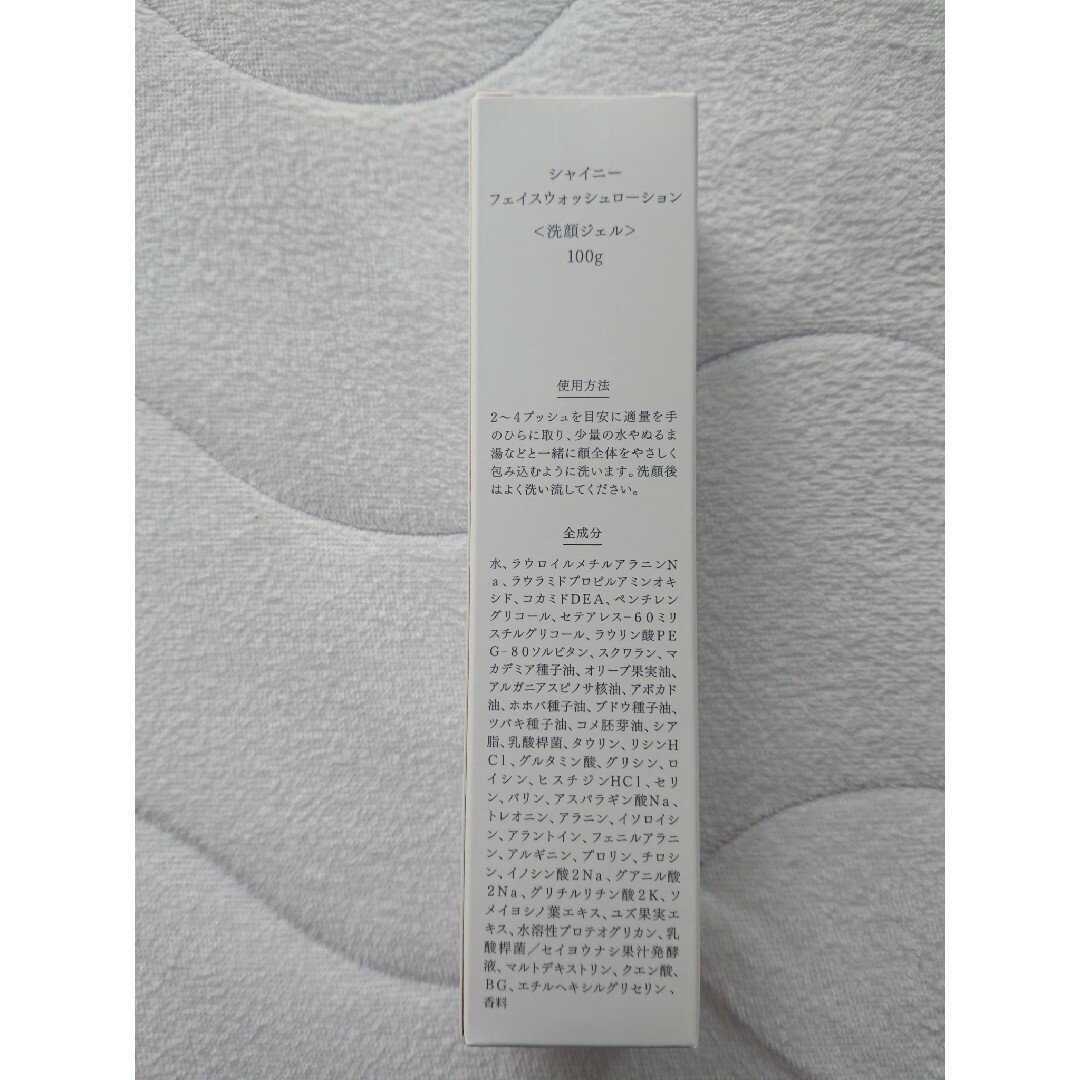 シャイニー
フェイスウォッシュローション
＜洗顔ジェル＞
100g
使用方法
2～4プッシュを目安に適量を手
のひらに取り、少量の水やぬるま
湯などと一緒に顔全体をやさしく
包み込むように洗います。洗顔後
はよく洗い流してください。
全成分
水、ラウロイルメチルアラニンN
a、ラウラミドプロピルアミンオキ
シド、コカミドDEA、ペンチレン
グリコール、セテアレス-60ミリ
スチルグリコール、ラウリン酸PE
G-80ソルビタン、スクワラン、マ
カデミア種子油、オリーブ果実油、
アルガニアスピノサ核油、アボカド
油、ホホバ種子油、ブドウ種子油、
ツバキ種子油、コメ胚芽油、シア
脂、乳酸桿菌、タウリン、リシンH
Cl、グルタミン酸、グリシン、ロ
イシン、ヒスチジンHCl、セリ
ン、バリン、アスパラギン酸Na、
トレオニン、アラニン、イソロイシ
ン、アラントイン、フェニルアラニ
ン、アルギニン、プロリン、チロシ
ン、イノシン酸2Na、グアニル酸
2Na、グリチルリチン酸2K、ソ
メイヨシノ葉エキス、ユズ果実エ
キス、水溶性プロテオグリカン、乳
酸桿菌／セイヨウナシ果汁発酵
液、マルトデキストリン、クエン酸、
BG、エチルヘキシルグリセリン、
香料